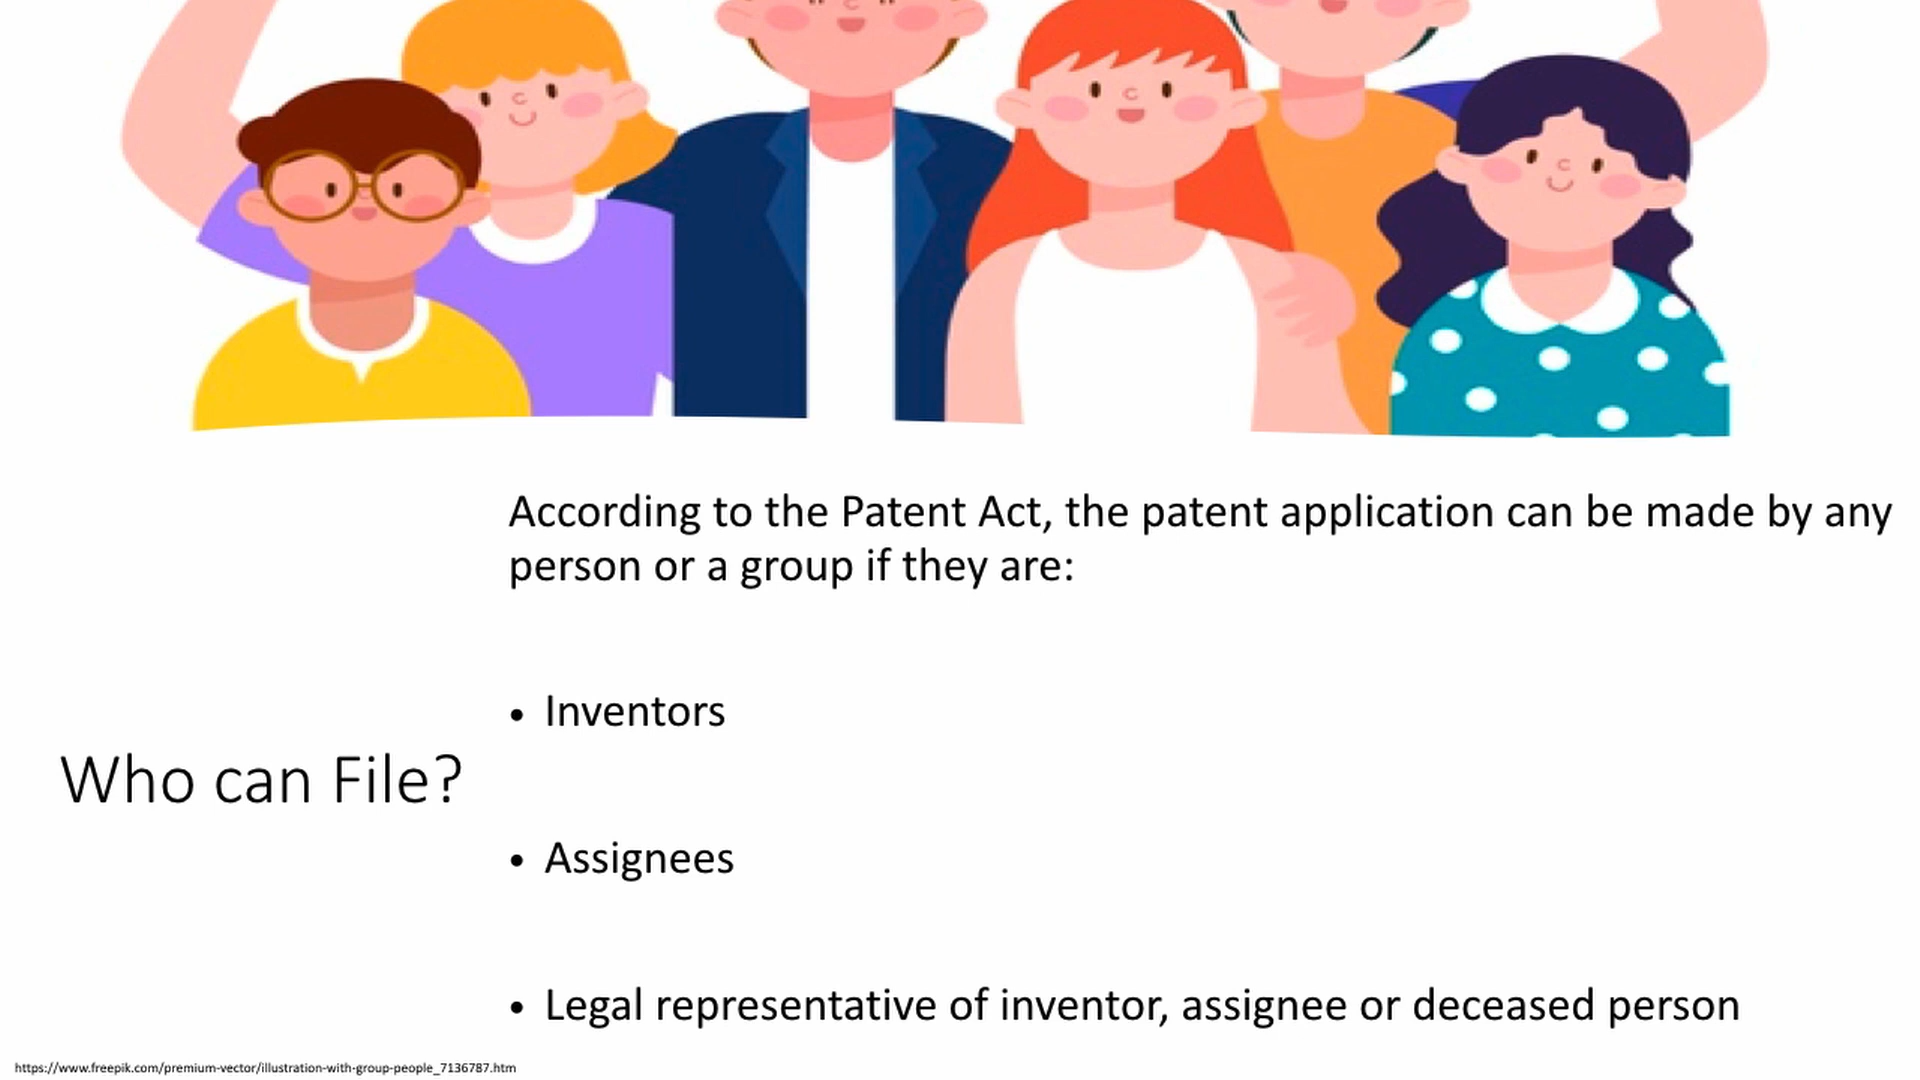 Who can File?
According to the Patent Act, the patent application can be made by any
person or a group if they are:
• Inventors
• Assignees
• Legal representative of inventor, assignee or deceased person
https://www.freepik.com/premium-vector/illustration-with-group-people_7136787.htm